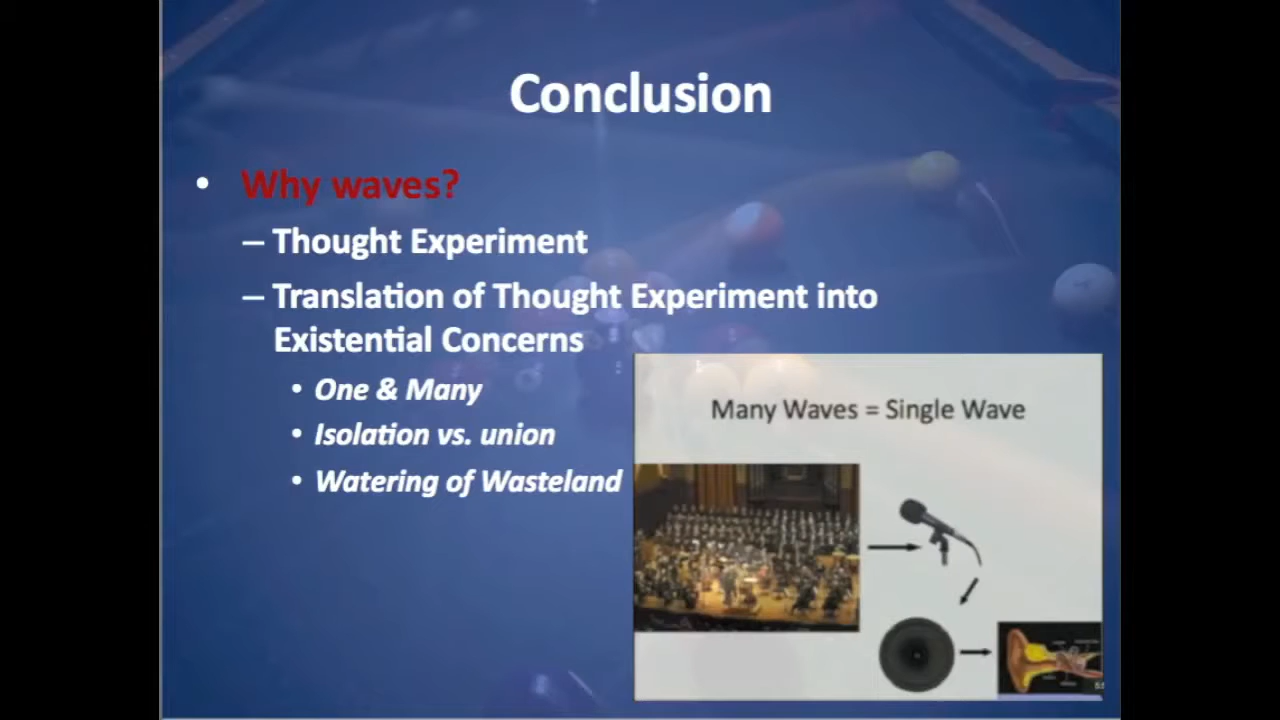 Conclusion
• Why waves?
– Thought Experiment
– Translation of Thought Experiment into
Existential Concerns
• One & Many
• Isolation vs. union
• Watering of Wasteland
Many Waves = Single Wave